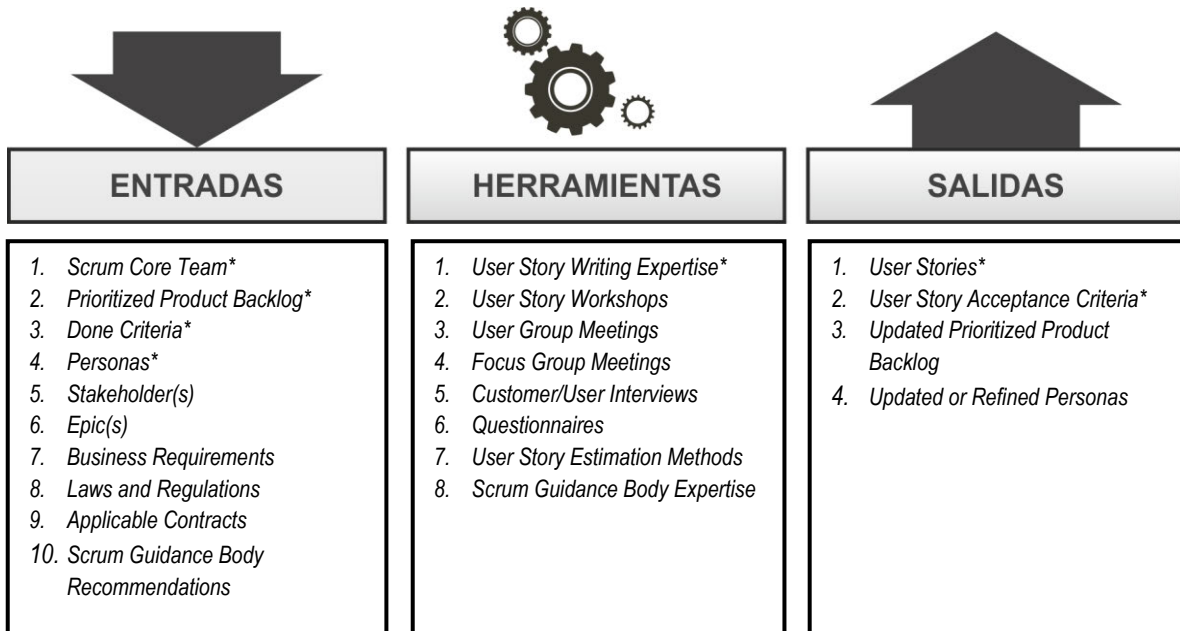 ENTRADAS
1. Scrum Core Team*
2. Prioritized Product Backlog*
3. Done Criteria*
4. Personas*
5. Stakeholder(s)
6. Epic(s)
7. Business Requirements
8. Laws and Regulations
9. Applicable Contracts
10. Scrum Guidance Body
Recommendations
HERRAMIENTAS
1. User Story Writing Expertise*
2. User Story Workshops
3. User Group Meetings
4. Focus Group Meetings
5. Customer/User Interviews
6. Questionnaires
7. User Story Estimation Methods
8. Scrum Guidance Body Expertise
SALIDAS
1. User Stories*
2. User Story Acceptance Criteria*
3. Updated Prioritized Product
Backlog
4. Updated or Refined Personas